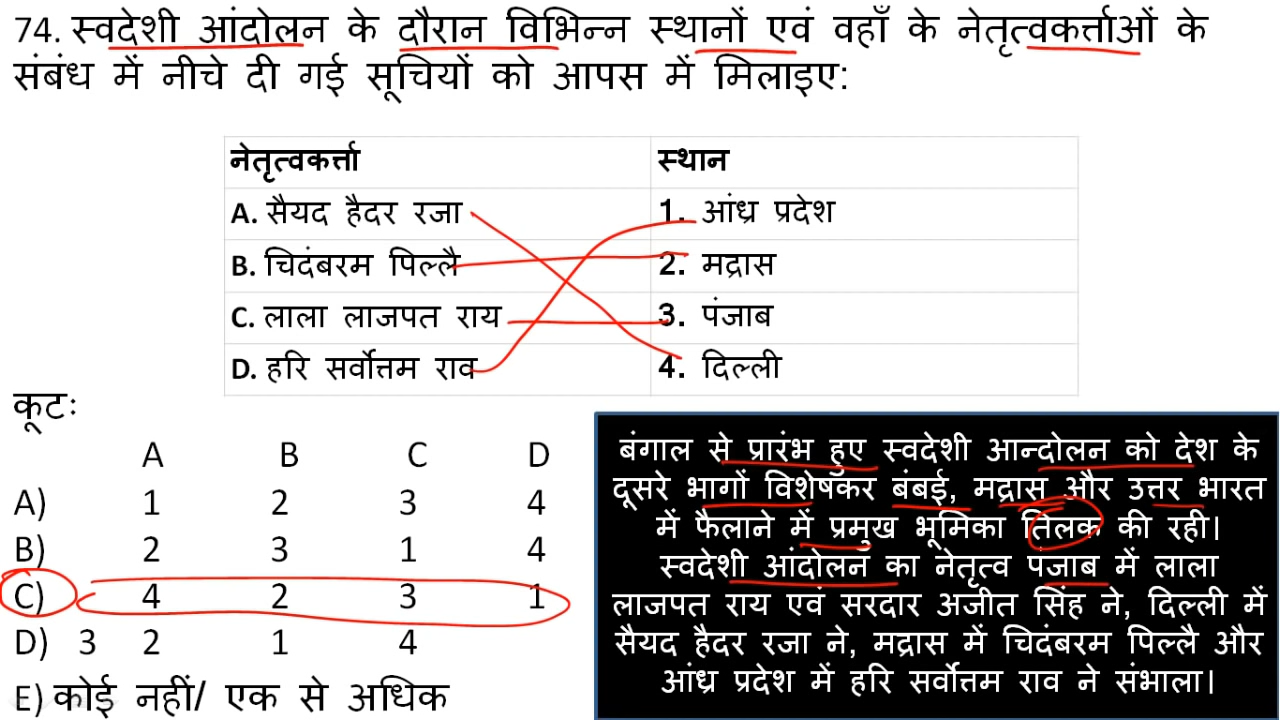 74. स्वदेशी आंदोलन के दौरान विभिन्न स्थानों एवं वहाँ के नेतृत्वकर्त्ताओं के
संबंध में नीचे दी गई सूचियों को आपस में मिलाइए:
नेतृत्वकर्त्ता स्थान
A. सैयद हैदर रजा 1. आंध्र प्रदेश
B. चिदंबरम पिल्लै 2. मद्रास
C. लाला लाजपत राय 3. पंजाब
D. हरि सर्वोत्तम राव 4. दिल्ली
कूटः
A B C D
A) 1 2 3 4
B) 2 3 1 4
C) 4 2 3 1
D) 3 2 1 4
E) कोई नहीं/ एक से अधिक
बंगाल से प्रारंभ हुए स्वदेशी आन्दोलन को देश के
दूसरे भागों विशेषकर बंबई, मद्रास और उत्तर भारत
में फैलाने में प्रमुख भूमिका तिलक की रही।
स्वदेशी आंदोलन का नेतृत्व पंजाब में लाला
लाजपत राय एवं सरदार अजीत सिंह ने, दिल्ली में
सैयद हैदर रजा ने, मद्रास में चिदंबरम पिल्लै और
आंध्र प्रदेश में हरि सर्वोत्तम राव ने संभाला।